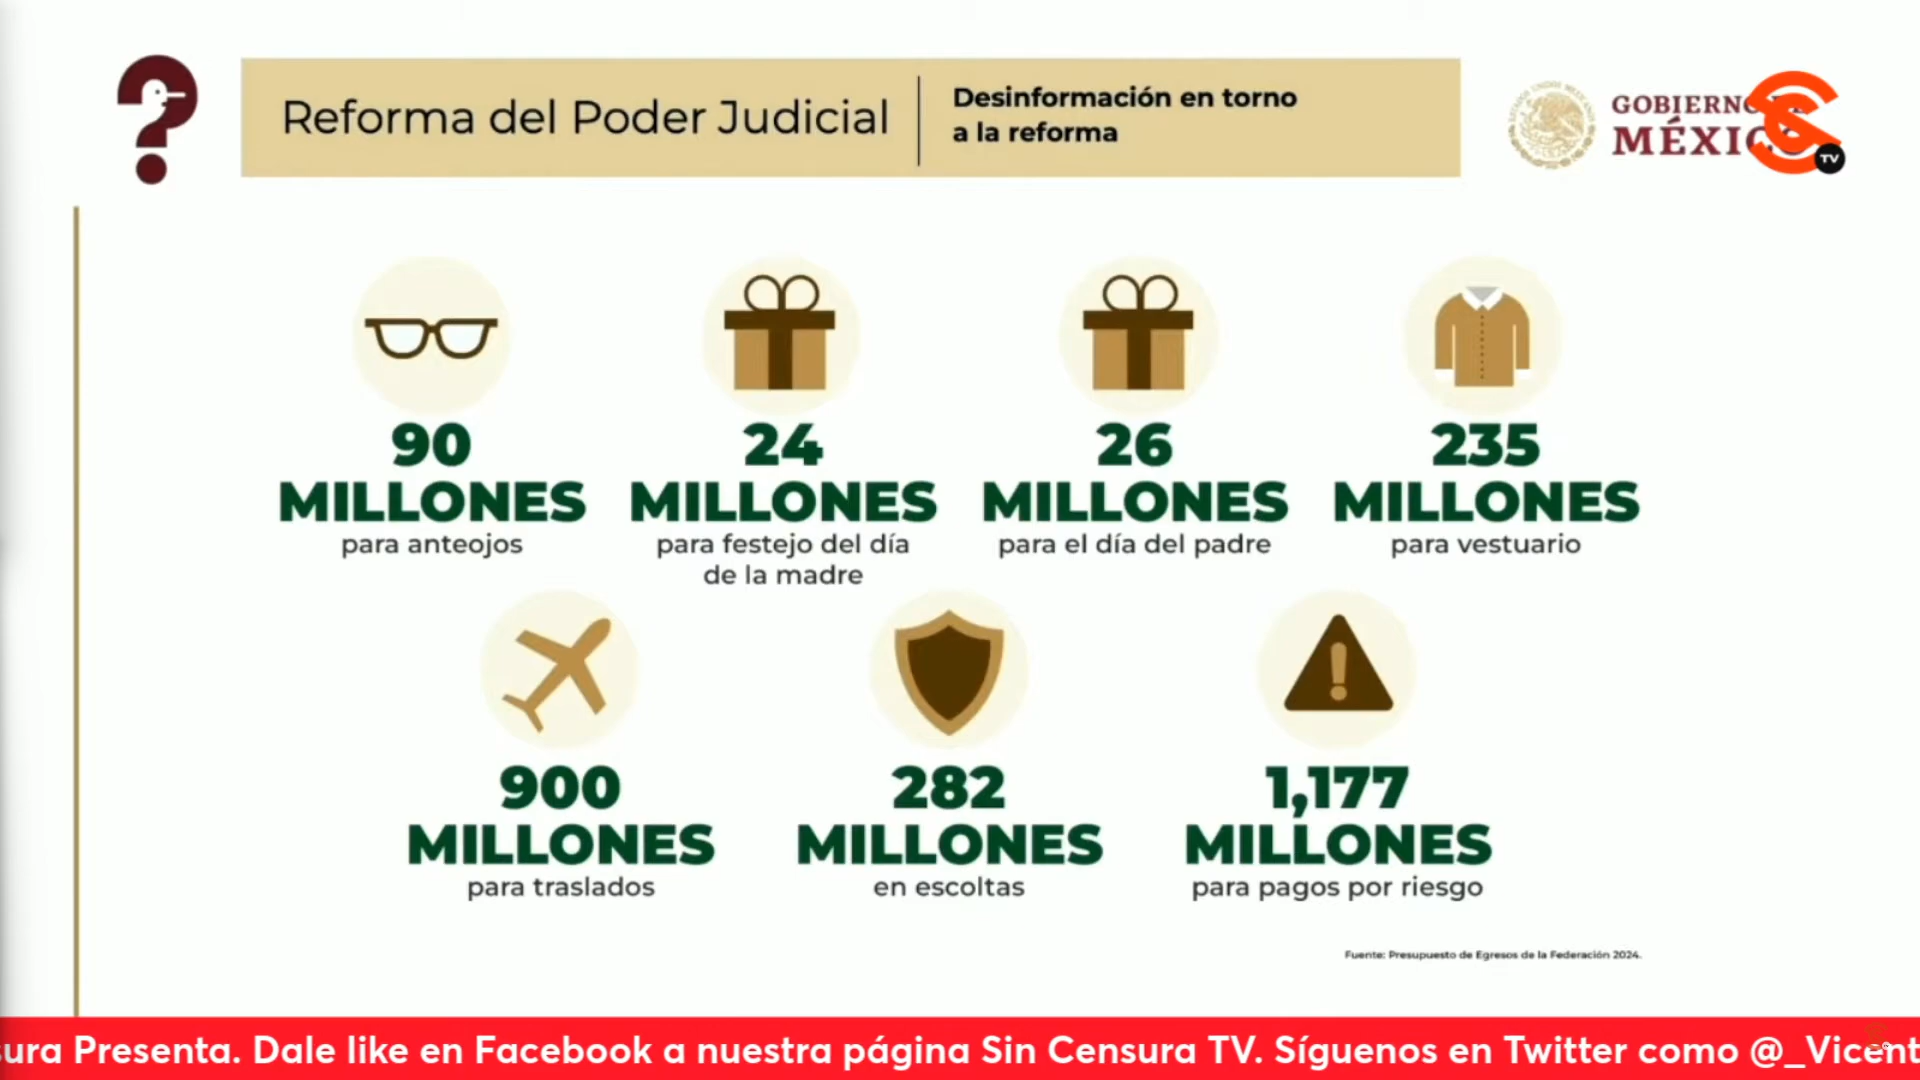 Reforma del Poder Judicial
Desinformación en torno
a la reforma
GOBIERNO
MÉXICO
TV
90
MILLONES
para anteojos
24
MILLONES
para festejo del día
de la madre
26
MILLONES
para el día del padre
235
MILLONES
para vestuario
900
MILLONES
para traslados
282
MILLONES
en escoltas
1,177
MILLONES
para pagos por riesgo
Fuente: Presupuesto de Egresos de la Federación 2024.
sura Presenta. Dale like en Facebook a nuestra página Sin Censura TV. Síguenos en Twitter como @_Vicent